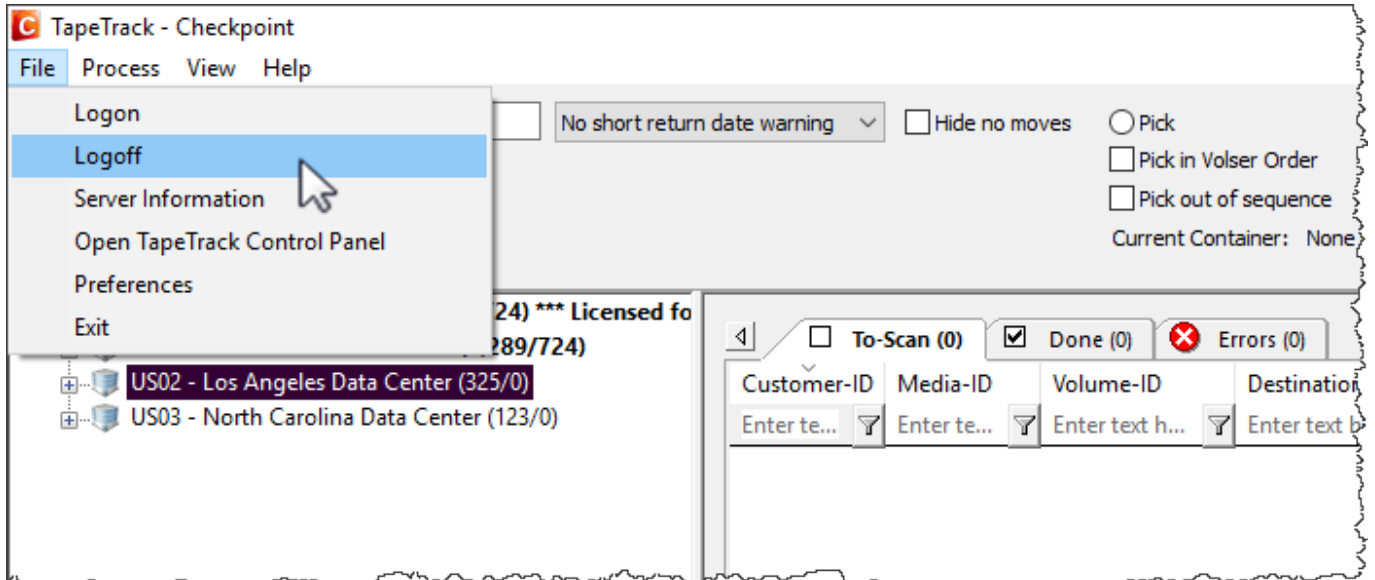 TapeTrack - Checkpoint
File Process View Help
Logon
Logoff
Server Information
Open TapeTrack Control Panel
Preferences
Exit
No short return date warning
Hide no moves
Pick
Pick in Volser Order
Pick out of sequence
Current Container: None
24) *** Licensed fo
289/724)
US02 - Los Angeles Data Center (325/0)
US03 - North Carolina Data Center (123/0)
To-Scan (0) Done (0) Errors (0)
Customer-ID Media-ID Volume-ID Destination
Enter te... Enter te... Enter text h... Enter text